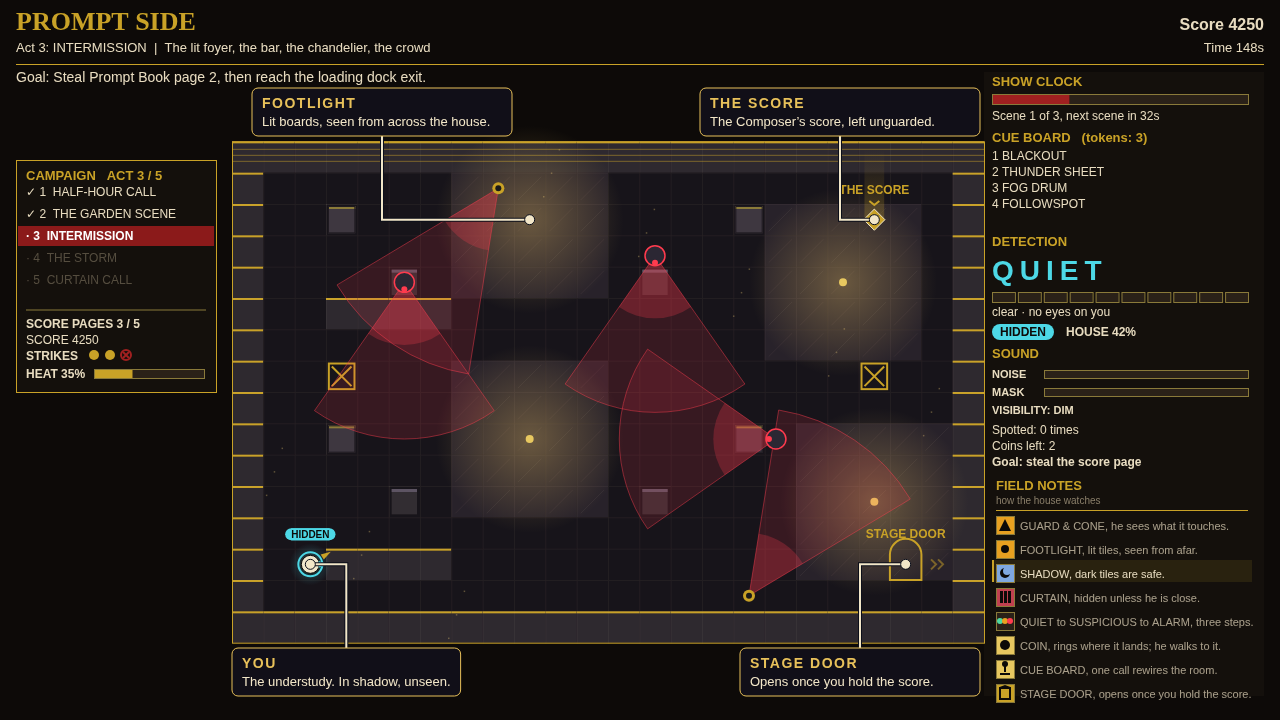 PROMPT SIDE
Score 4250
Act 3: INTERMISSION | The lit foyer, the bar, the chandelier, the crowd
Time 148s
Goal: Steal Prompt Book page 2, then reach the loading dock exit.
FOOTLIGHT
Lit boards, seen from across the house.
THE SCORE
The Composer's score, left unguarded.
CAMPAIGN ACT 3 / 5
✓ 1 HALF-HOUR CALL
✓ 2 THE GARDEN SCENE
· 3 INTERMISSION
· 4 THE STORM
· 5 CURTAIN CALL
SCORE PAGES 3 / 5
SCORE 4250
STRIKES
HEAT 35%
THE SCORE
HIDDEN
STAGE DOOR
YOU
The understudy. In shadow, unseen.
STAGE DOOR
Opens once you hold the score.
SHOW CLOCK
Scene 1 of 3, next scene in 32s
CUE BOARD (tokens: 3)
1 BLACKOUT
2 THUNDER SHEET
3 FOG DRUM
4 FOLLOWSPOT
DETECTION
QUIET
clear · no eyes on you
HIDDEN HOUSE 42%
SOUND
NOISE
MASK
VISIBILITY: DIM
Spotted: 0 times
Coins left: 2
Goal: steal the score page
FIELD NOTES
how the house watches
GUARD & CONE, he sees what it touches.
FOOTLIGHT, lit tiles, seen from afar.
SHADOW, dark tiles are safe.
CURTAIN, hidden unless he is close.
QUIET to SUSPICIOUS to ALARM, three steps.
COIN, rings where it lands; he walks to it.
CUE BOARD, one call rewires the room.
STAGE DOOR, opens once you hold the score.